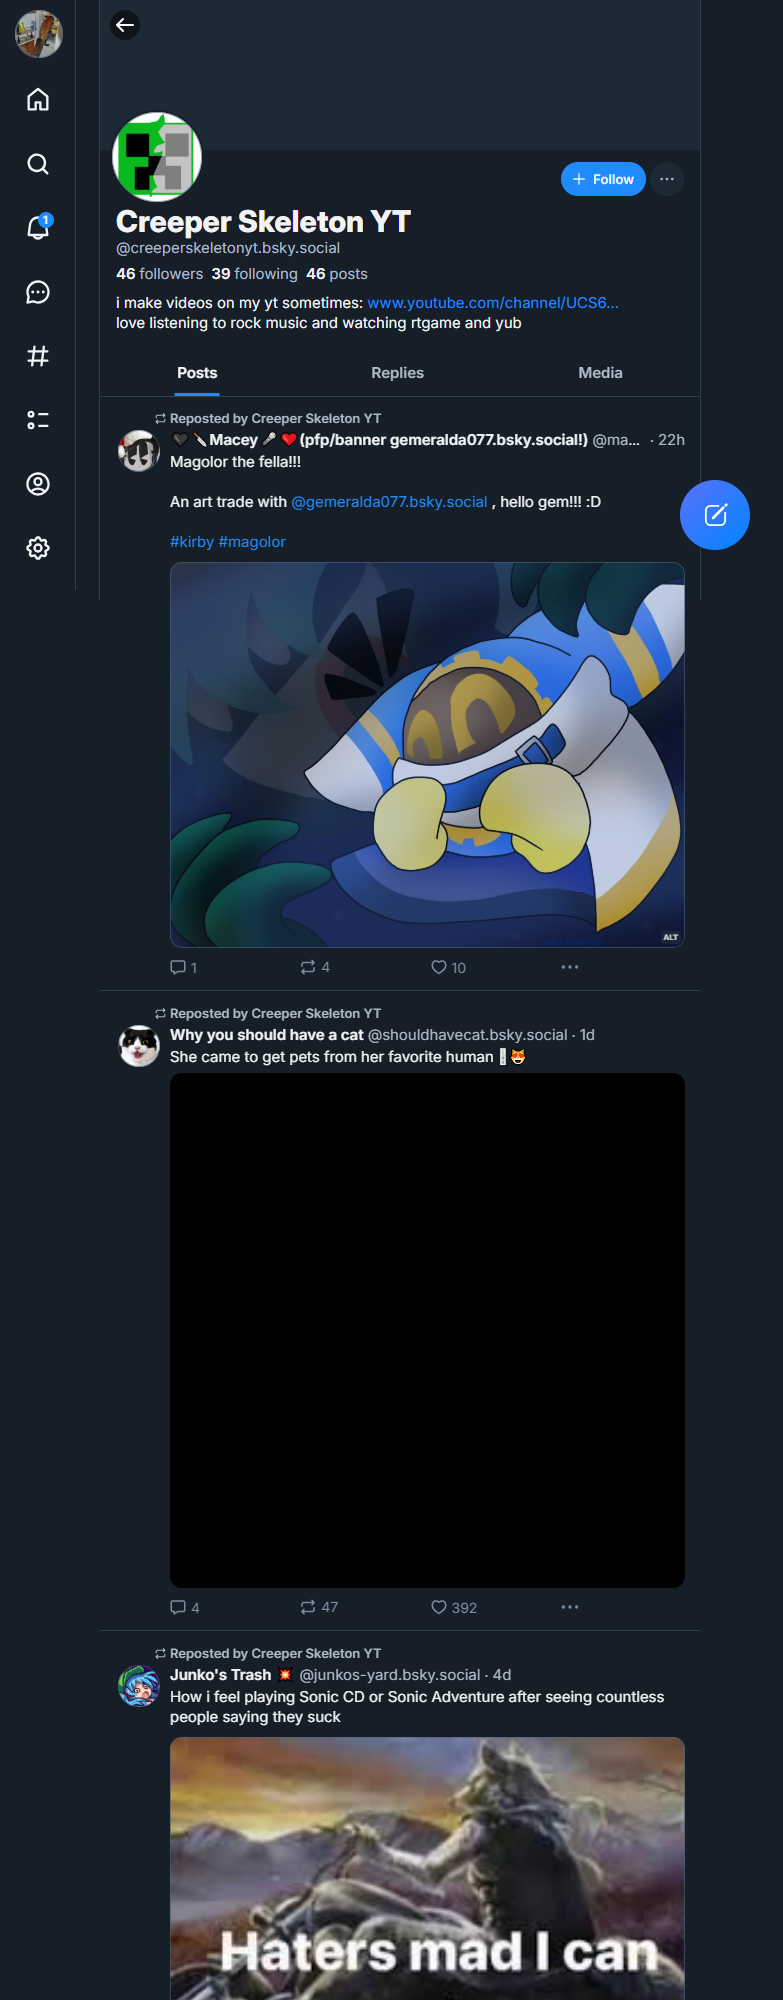 1
Follow
Creeper Skeleton YT
@creeperskeletonyt.bsky.social
46 followers 39 following 46 posts
i make videos on my yt sometimes: www.youtube.com/channel/UCS6...
love listening to rock music and watching rtgame and yub
Posts Replies Media
Reposted by Creeper Skeleton YT
🖤🔪Macey🎤❤️(pfp/banner gemeralda077.bsky.social!) @ma... · 22h
Magolor the fella!!!
An art trade with @gemeralda077.bsky.social , hello gem!!! :D
#kirby #magolor
ALT
1 4 10
Reposted by Creeper Skeleton YT
Why you should have a cat @shouldhavecat.bsky.social · 1d
She came to get pets from her favorite human 😻
4 47 392
Reposted by Creeper Skeleton YT
Junko's Trash 💥 @junkos-yard.bsky.social · 4d
How i feel playing Sonic CD or Sonic Adventure after seeing countless
people saying they suck
Haters mad I can